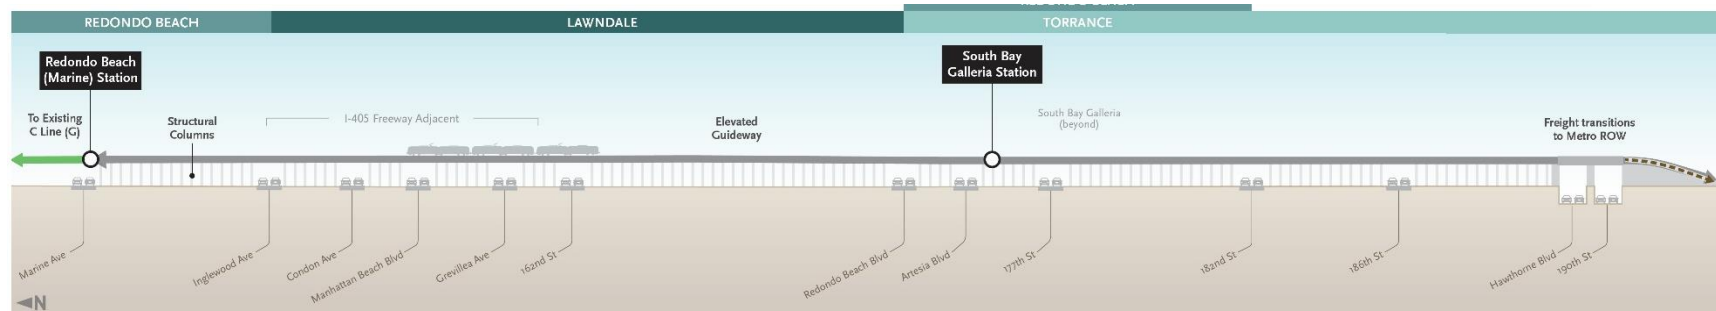 REDONDO BEACH
REDONDO BEACH
LAWNDALE
TORRANCE
Redondo Beach
(Marine) Station
South Bay
Galleria Station
To Existing
C Line (G)
Structural
Columns
I-405 Freeway Adjacent
Elevated
Guideway
South Bay Galleria
(beyond)
Freight transitions
to Metro ROW
Marine Ave
Inglewood Ave
Condon Ave
Manhattan Beach Blvd
Grevillea Ave
162nd St
Redondo Beach Blvd
Artesia Blvd
177th St
182nd St
186th St
Hawthorne Blvd
190th St
N